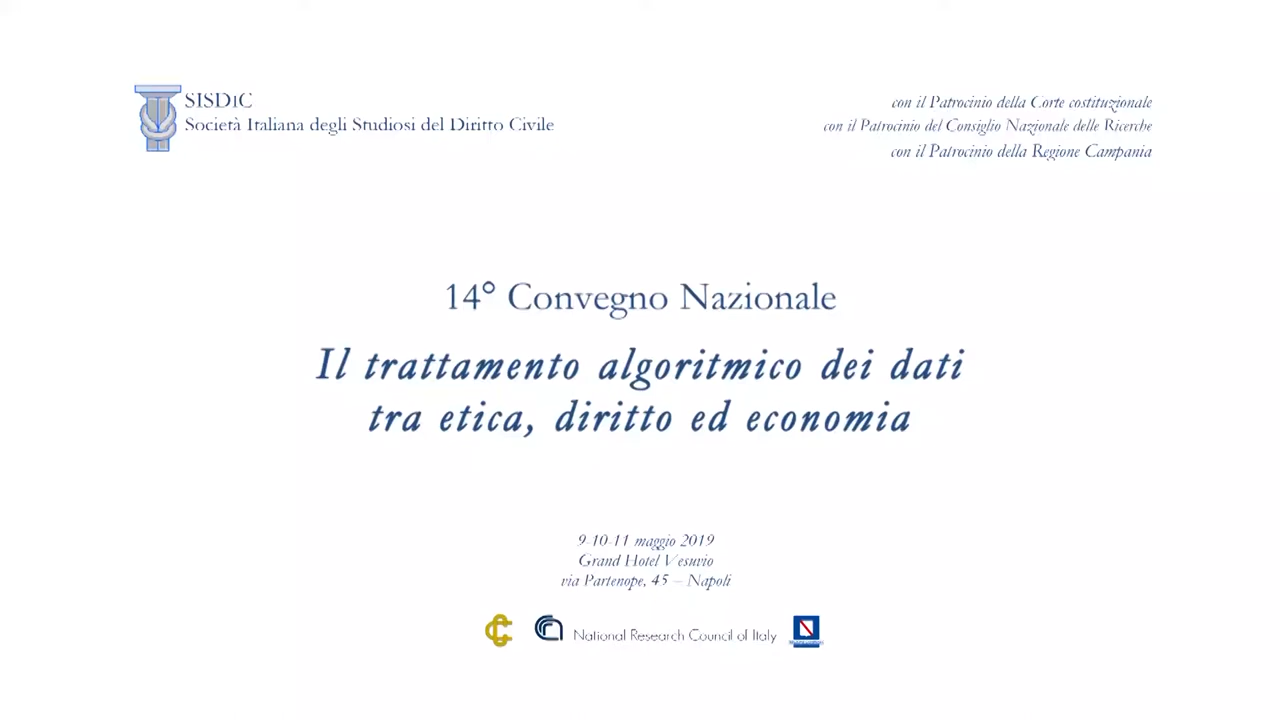 SISDiC
Società Italiana degli Studiosi del Diritto Civile
con il Patrocinio della Corte costituzionale
con il Patrocinio del Consiglio Nazionale delle Ricerche
con il Patrocinio della Regione Campania
14° Convegno Nazionale
Il trattamento algoritmico dei dati
tra etica, diritto ed economia
9-10-11 maggio 2019
Grand Hotel Vesuvio
via Partenope, 45 – Napoli
National Research Council of Italy